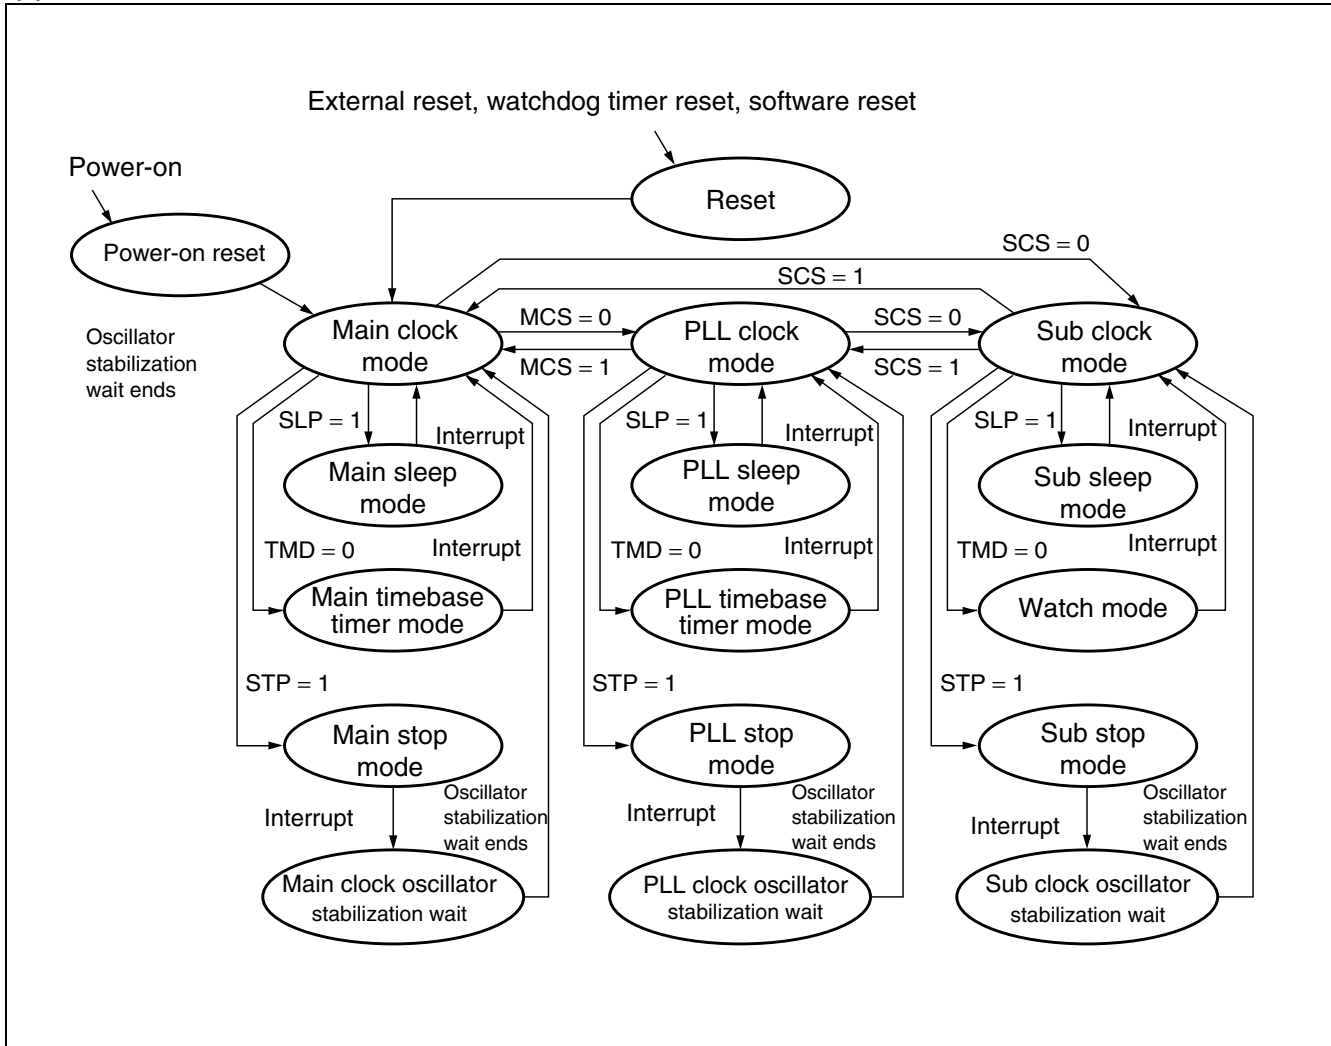 External reset, watchdog timer reset, software reset
Power-on
Reset
Power-on reset
SCS = 0
SCS = 1
Main clock
mode
MCS = 0
MCS = 1
PLL clock
mode
SCS = 0
SCS = 1
Sub clock
mode
Oscillator
stabilization
wait ends
SLP = 1
Interrupt
SLP = 1
Interrupt
SLP = 1
Interrupt
Main sleep
mode
PLL sleep
mode
Sub sleep
mode
TMD = 0
Interrupt
TMD = 0
Interrupt
TMD = 0
Interrupt
Main timebase
timer mode
PLL timebase
timer mode
Watch mode
STP = 1
STP = 1
STP = 1
Main stop
mode
PLL stop
mode
Sub stop
mode
Interrupt
Oscillator
stabilization
wait ends
Interrupt
Oscillator
stabilization
wait ends
Interrupt
Oscillator
stabilization
wait ends
Main clock oscillator
stabilization wait
PLL clock oscillator
stabilization wait
Sub clock oscillator
stabilization wait